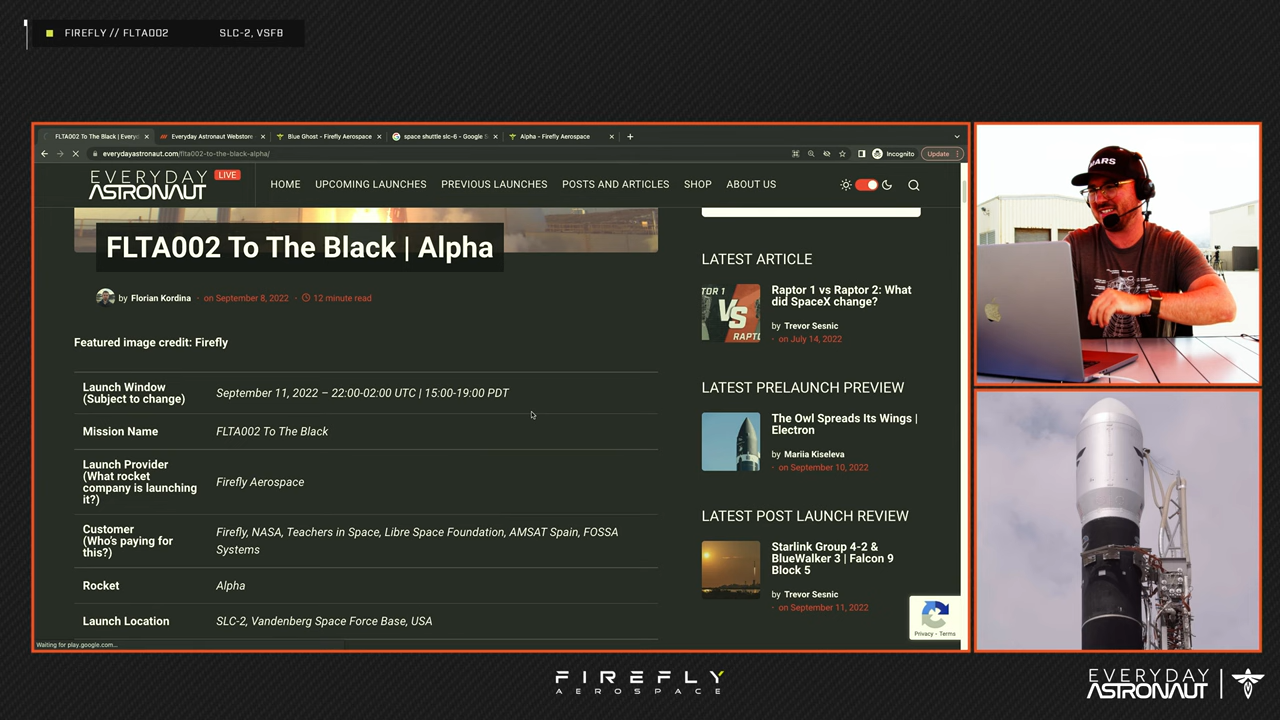 FIREFLY // FLTA002 SLC-2, VSFB
FLTA002 To The Black | Every
Everyday Astronaut Webstore
Blue Ghost - Firefly Aerospace
space shuttle slc-6 - Google S
Alpha - Firefly Aerospace
everydayastronaut.com/flta002-to-the-black-alpha/
Incognito
Update
EVERYDAY
ASTRONAUT
LIVE
HOME UPCOMING LAUNCHES PREVIOUS LAUNCHES POSTS AND ARTICLES SHOP ABOUT US
FLTA002 To The Black | Alpha
by Florian Kordina - on September 8, 2022 - 12 minute read
Featured image credit: Firefly
Launch Window
(Subject to change)
September 11, 2022 – 22:00-02:00 UTC | 15:00-19:00 PDT
Mission Name
FLTA002 To The Black
Launch Provider
(What rocket
company is launching
it?)
Firefly Aerospace
Customer
(Who's paying for
this?)
Firefly, NASA, Teachers in Space, Libre Space Foundation, AMSAT Spain, FOSSA
Systems
Rocket
Alpha
Launch Location
SLC-2, Vandenberg Space Force Base, USA
Waiting for play.google.com...
LATEST ARTICLE
TOR 1
VS
RAPT
Raptor 1 vs Raptor 2: What
did SpaceX change?
by Trevor Sesnic
- on July 14, 2022
LATEST PRELAUNCH PREVIEW
The Owl Spreads Its Wings |
Electron
by Mariia Kiseleva
- on September 10, 2022
LATEST POST LAUNCH REVIEW
Starlink Group 4-2 &
BlueWalker 3 | Falcon 9
Block 5
by Trevor Sesnic
- on September 11, 2022
Privacy - Terms
MARS
FIREFLY
AEROSPACE
EVERYDAY
ASTRONAUT